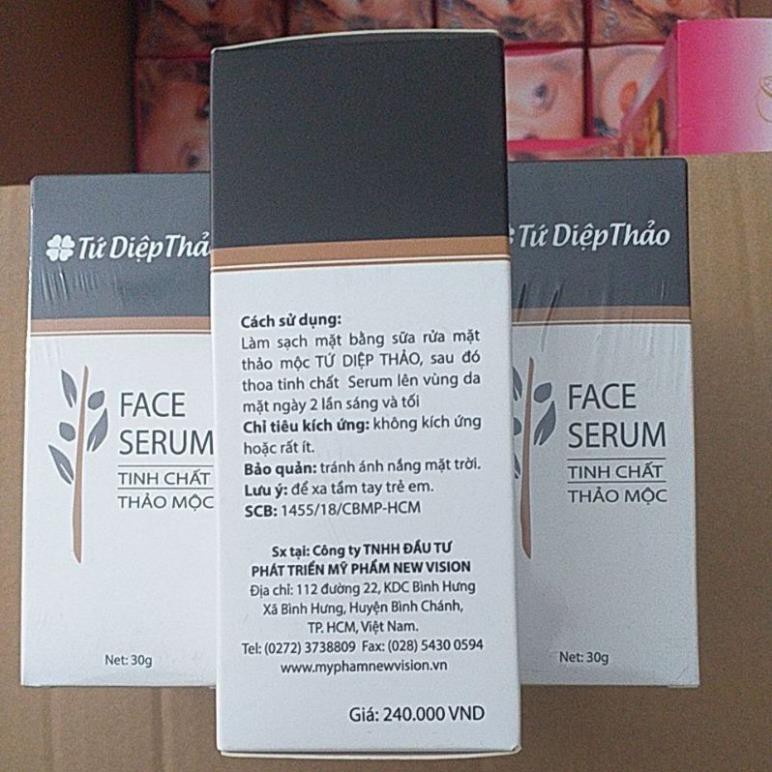 Tứ DiệpThả
FACE
SERUM
TINH CHẤT
THẢO MỘC
Net: 30g
Cách sử dụng:
Làm sạch mặt bằng sữa rửa mặt
thảo mộc TỨ DIỆP THẢO, sau đó
thoa tinh chất Serum lên vùng da
mặt ngày 2 lần sáng và tối
Chỉ tiêu kích ứng: không kích ứng
hoặc rất ít.
Bảo quản: tránh ánh nắng mặt trời.
Lưu ý: để xa tầm tay trẻ em.
SCB: 1455/18/CBMP-HCM
Sx tại: Công ty TNHH ĐẦU TƯ
PHÁT TRIỂN MỸ PHẨM NEW VISION
Địa chỉ: 112 đường 22, KDC Bình Hưng
Xã Bình Hưng, Huyện Bình Chánh,
TP. HCM, Việt Nam.
Tel: (0272) 3738809 Fax: (028) 5430 0594
www.myphamnewvision.vn
Giá: 240.000 VND
Tứ DiệpThảo
FACE
SERUM
TINH CHẤT
THẢO MỘC
Net: 30g